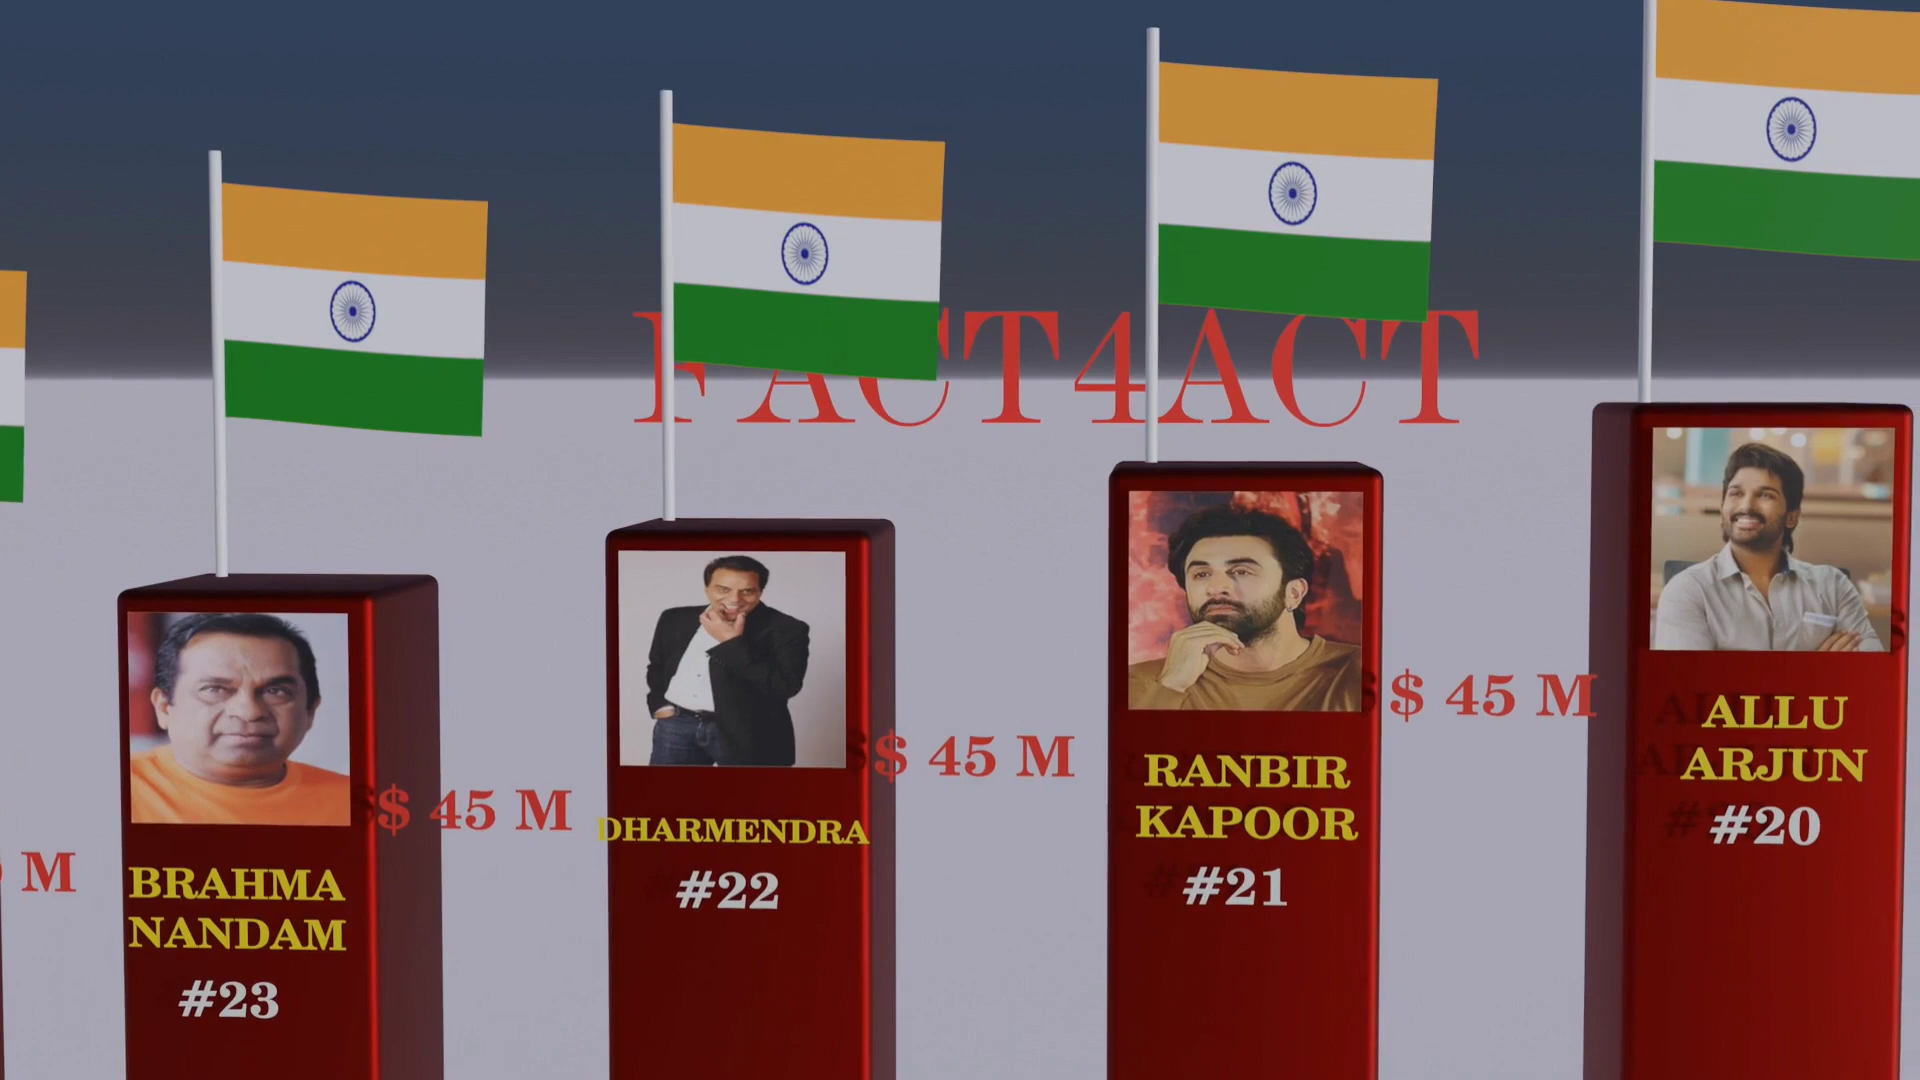 FACT4ACT
M
BRAHMA
NANDAM
#23
$ 45 M
DHARMENDRA
#22
$ 45 M
RANBIR
KAPOOR
#21
$ 45 M
ALLU
ARJUN
#20